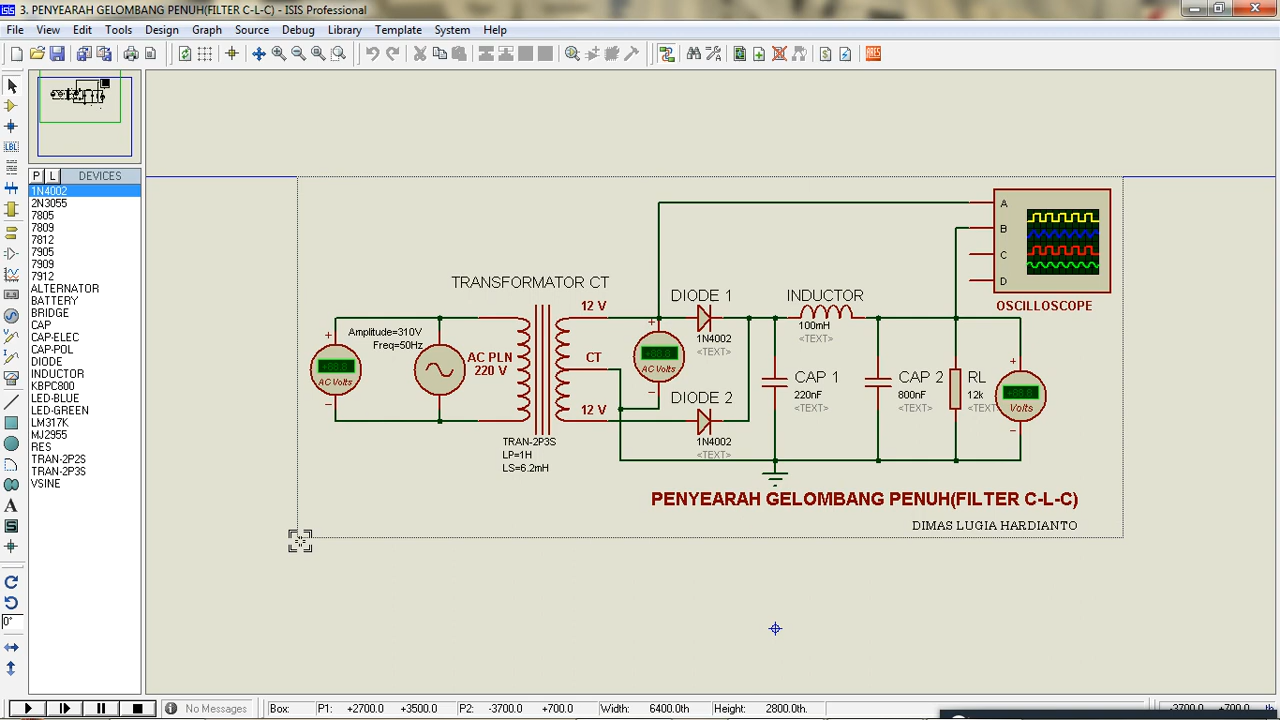 3. PENYEARAH GELOMBANG PENUH(FILTER C-L-C) - ISIS Professional
File View Edit Tools Design Graph Source Debug Library Template System Help
ARES
LBL
P L DEVICES
1N4002
2N3055
7805
7809
7812
7905
7909
7912
ALTERNATOR
BATTERY
BRIDGE
CAP
CAP-ELEC
CAP-POL
DIODE
INDUCTOR
KBPC800
LED-BLUE
LED-GREEN
LM317K
MJ2955
RES
TRAN-2P2S
TRAN-2P3S
VSINE
A
S
0°
A
B
C
D
OSCILLOSCOPE
TRANSFORMATOR CT
12 V
DIODE 1
INDUCTOR
100mH
<TEXT>
1N4002
<TEXT>
Amplitude=310V
Freq=50Hz
AC Volts
AC PLN
220 V
CT
AC Volts
CAP 1
220nF
<TEXT>
CAP 2
800nF
<TEXT>
RL
12k
<TEXT>
Volts
DIODE 2
12 V
1N4002
<TEXT>
TRAN-2P3S
LP=1H
LS=6.2mH
PENYEARAH GELOMBANG PENUH(FILTER C-L-C)
DIMAS LUGIA HARDIANTO
No Messages
Box: P1: +2700.0 +3500.0 P2: -3700.0 +700.0 Width: 6400.0th Height: 2800.0th.
-3700.0 +700.0 th